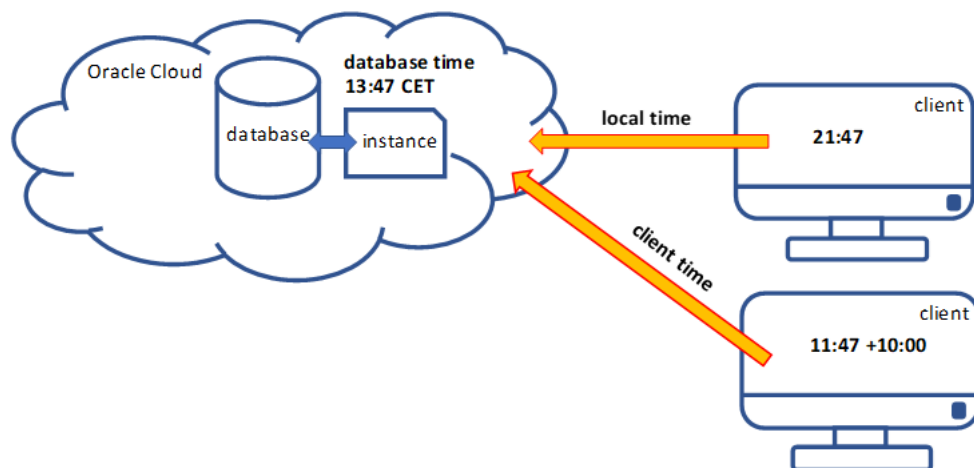 Oracle Cloud
database time
13:47 CET
database
instance
local time
client
21:47
client time
client
11:47 +10:00